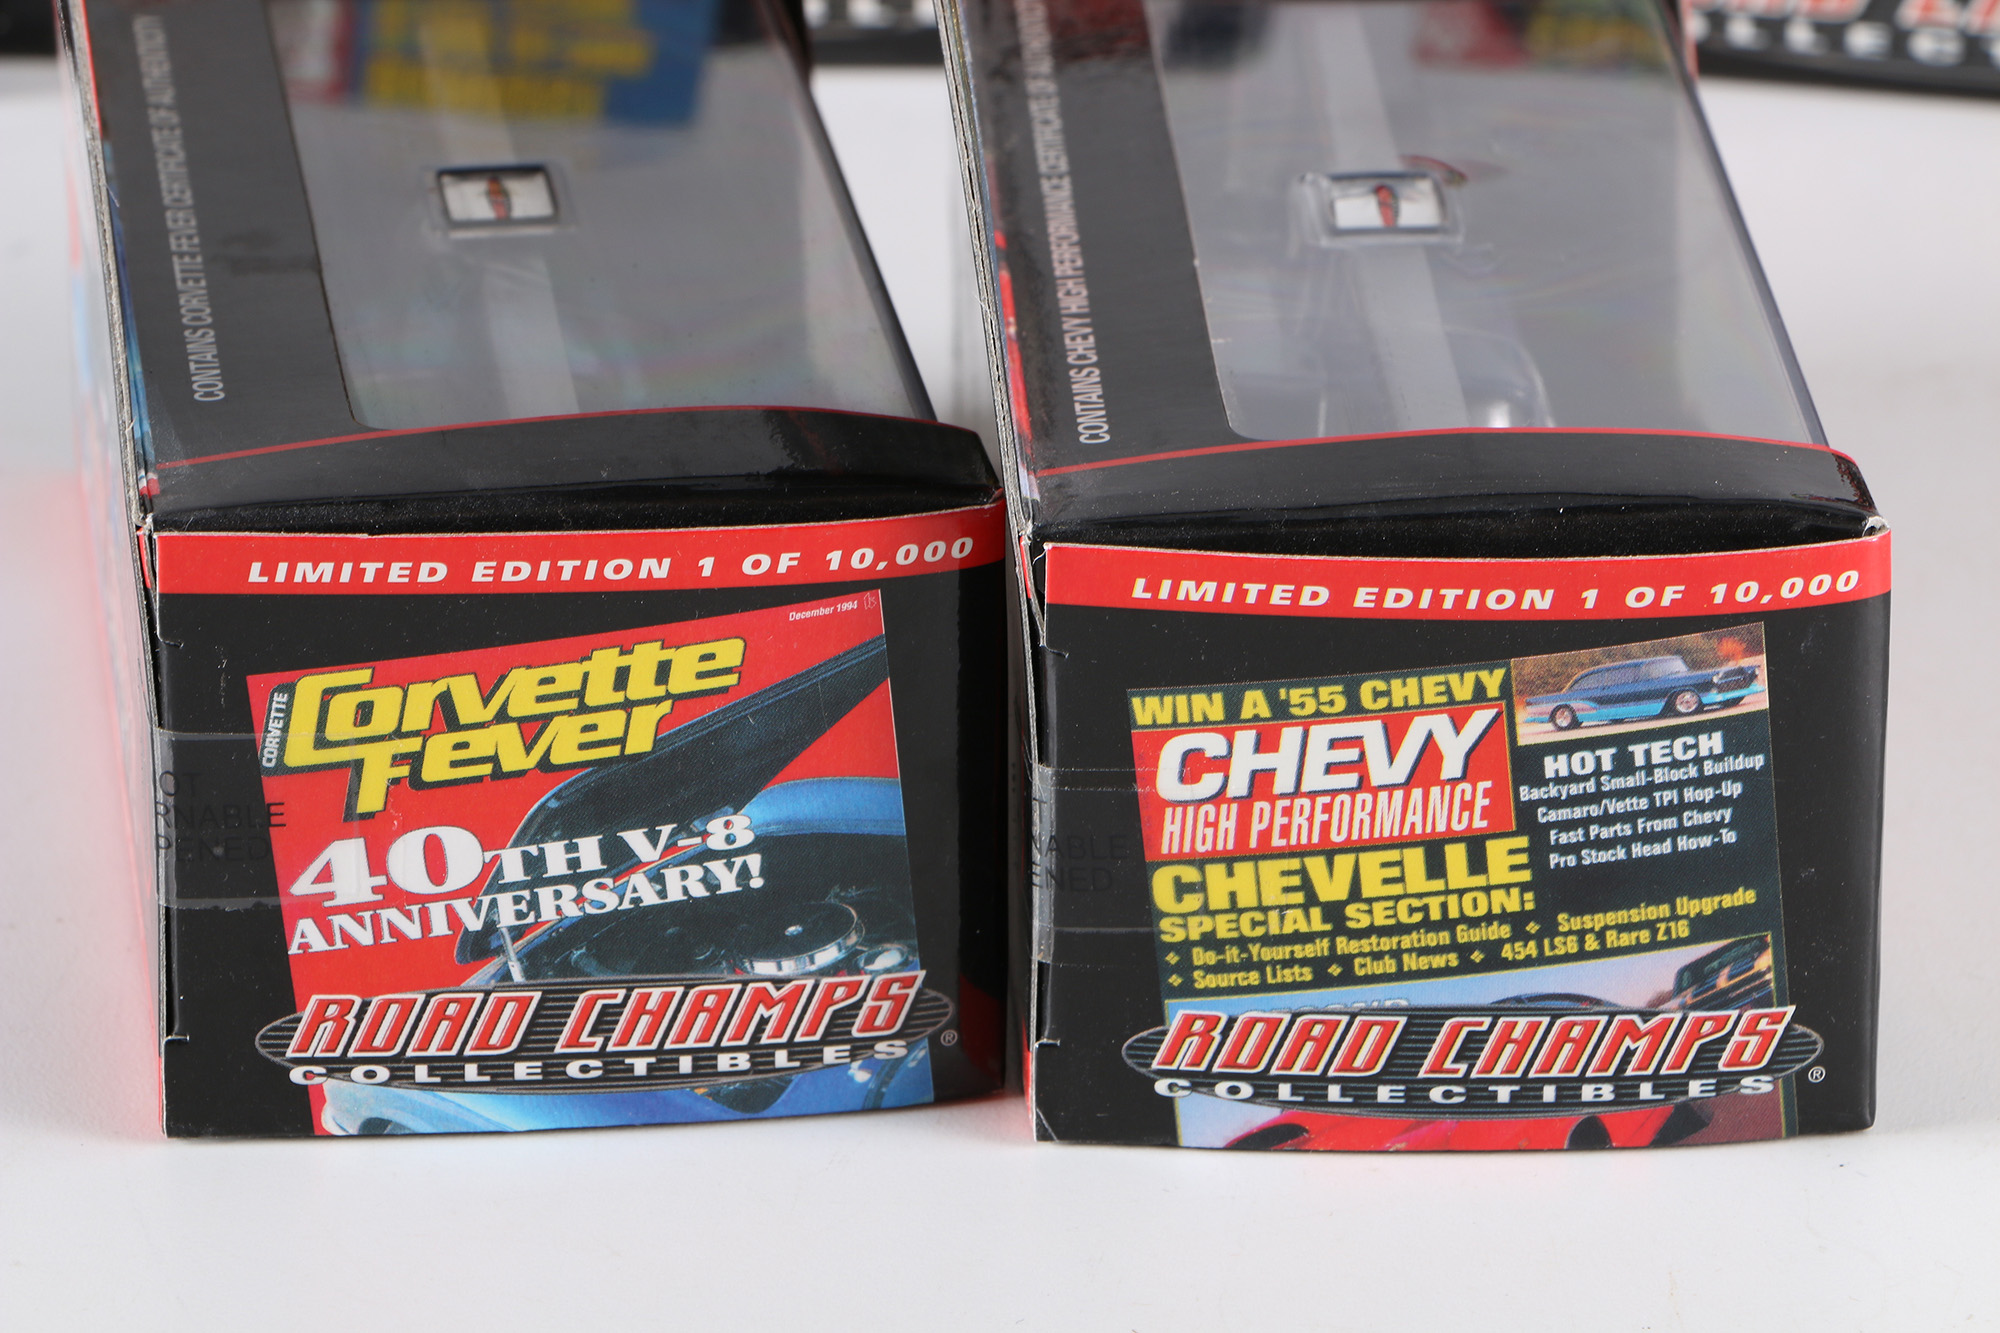 CONTAINS CORVETTE FEVER CERTIFICATE OF AUTHENTICITY
LIMITED EDITION 1 OF 10,000
December 1994
CORVETTE
Corvette
Fever
40TH V-8
ANNIVERSARY!
ROAD CHAMPS
COLLECTIBLES
®
CONTAINS CHEVY HIGH PERFORMANCE CERTIFICATE OF
LIMITED EDITION 1 OF 10,000
WIN A '55 CHEVY
CHEVY
HIGH PERFORMANCE
HOT TECH
Backyard Small-Block Buildup
Camaro/Vette TPI Hop-Up
Fast Parts From Chevy
Pro Stock Head How-To
CHEVELLE
SPECIAL SECTION:
❖ Do-it-Yourself Restoration Guide ❖ Suspension Upgrade
❖ Source Lists ❖ Club News ❖ 454 LS6 & Rare Z16
ROAD CHAMPS
COLLECTIBLES
®